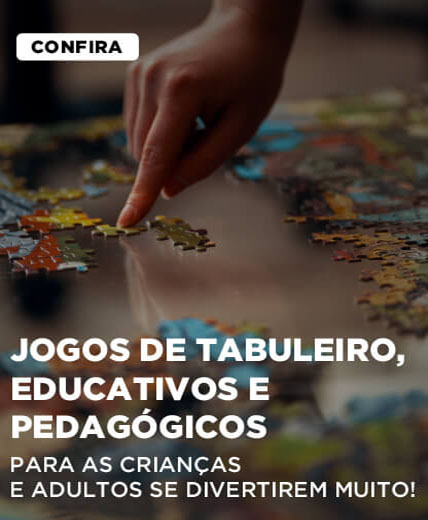 CONFIRA
JOGOS DE TABULEIRO,
EDUCATIVOS E
PEDAGÓGICOS
PARA AS CRIANÇAS
E ADULTOS SE DIVERTIREM MUITO!